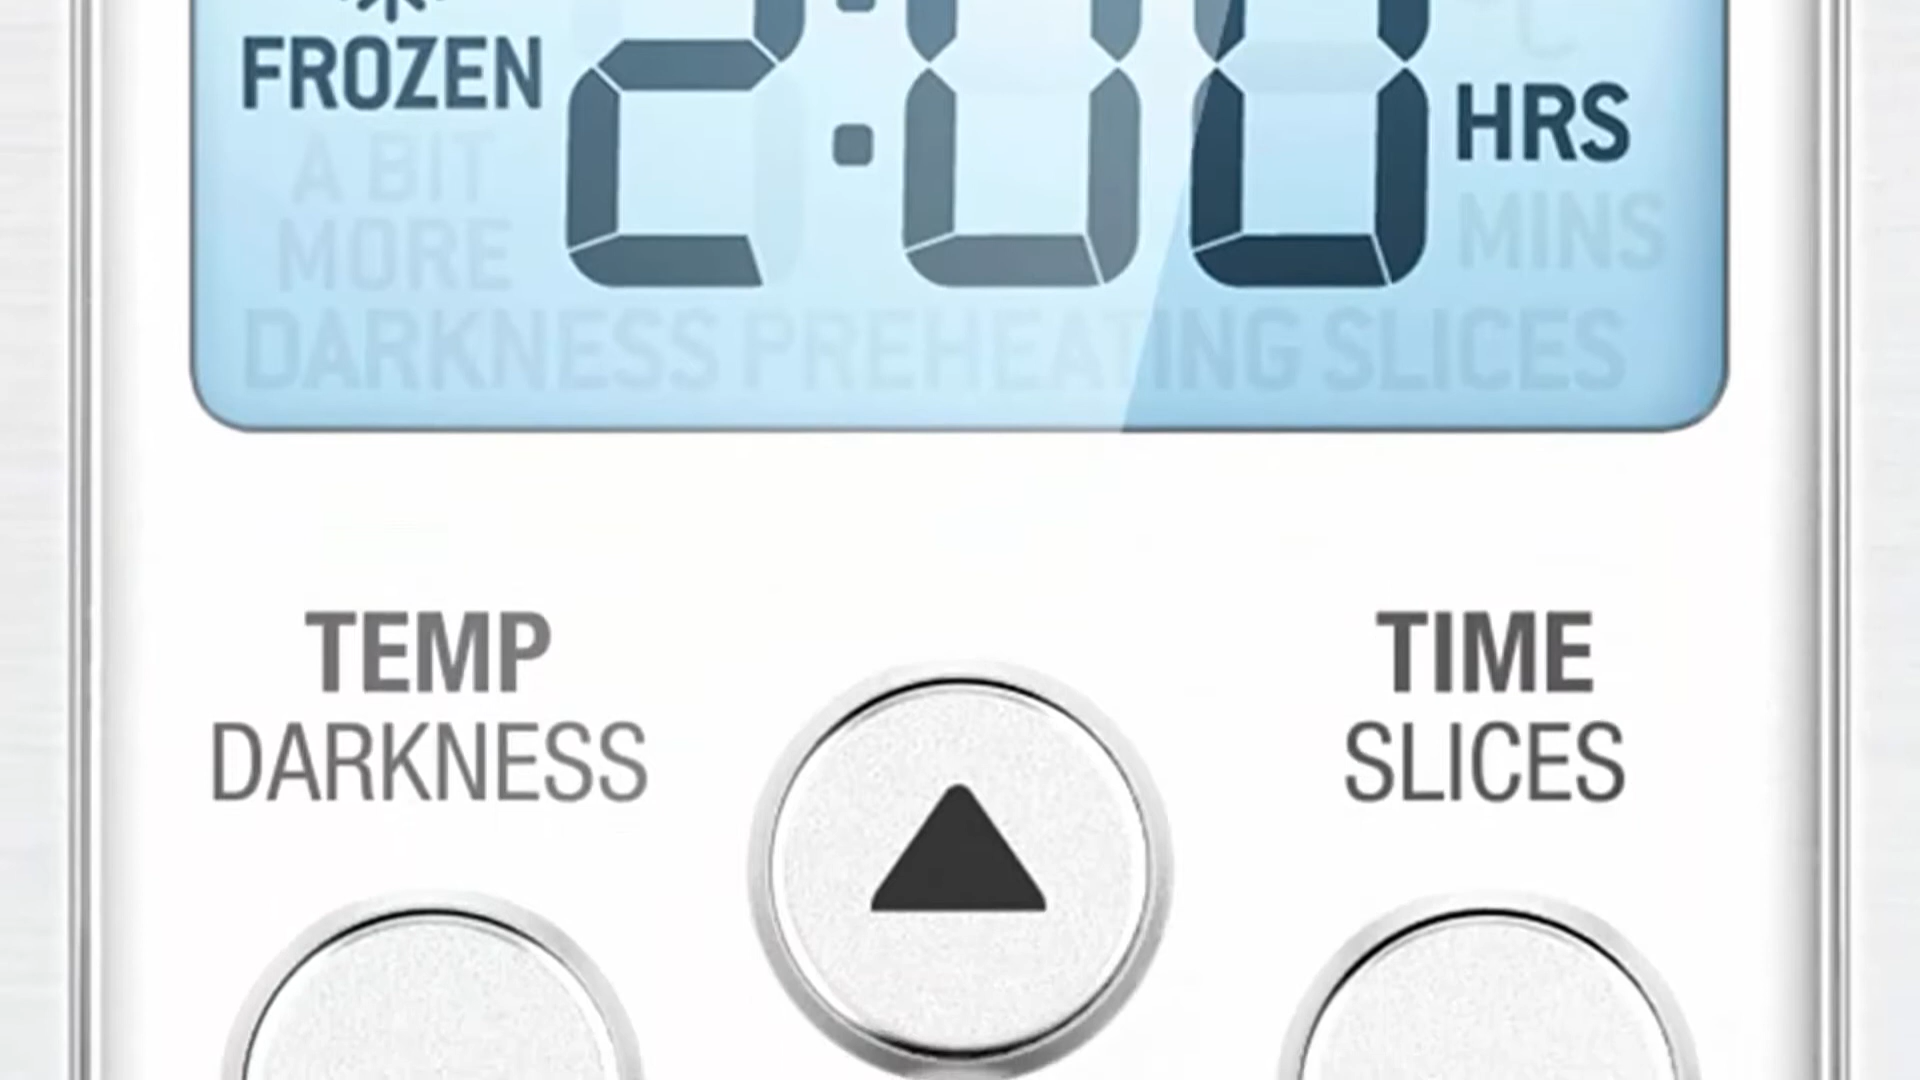 FROZEN 2:00 HRS
A BIT
MORE
MINS
DARKNESS PREHEATING SLICES
TEMP
DARKNESS
TIME
SLICES